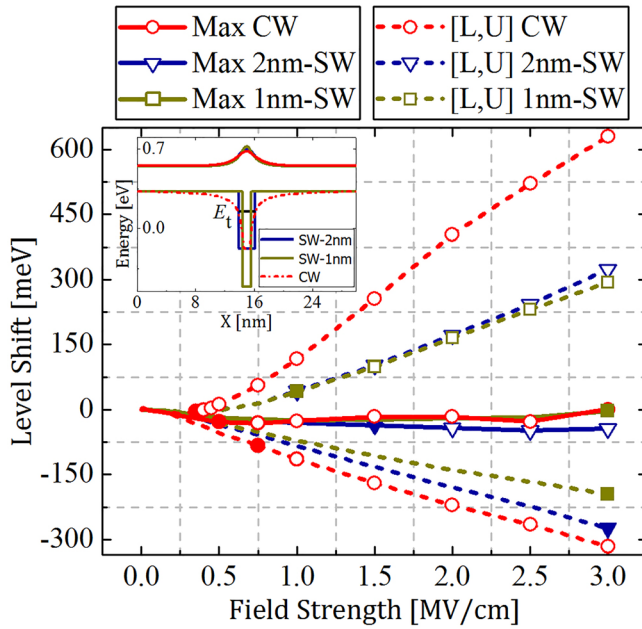 Max CW [L,U] CW
Max 2nm-SW [L,U] 2nm-SW
Max 1nm-SW [L,U] 1nm-SW
Level Shift [meV]
600
450
300
150
0
-150
-300
Energy [eV]
0.7
0.0
Et
SW-2nm
SW-1nm
CW
0 8 16 24
X [nm]
0.0 0.5 1.0 1.5 2.0 2.5 3.0
Field Strength [MV/cm]